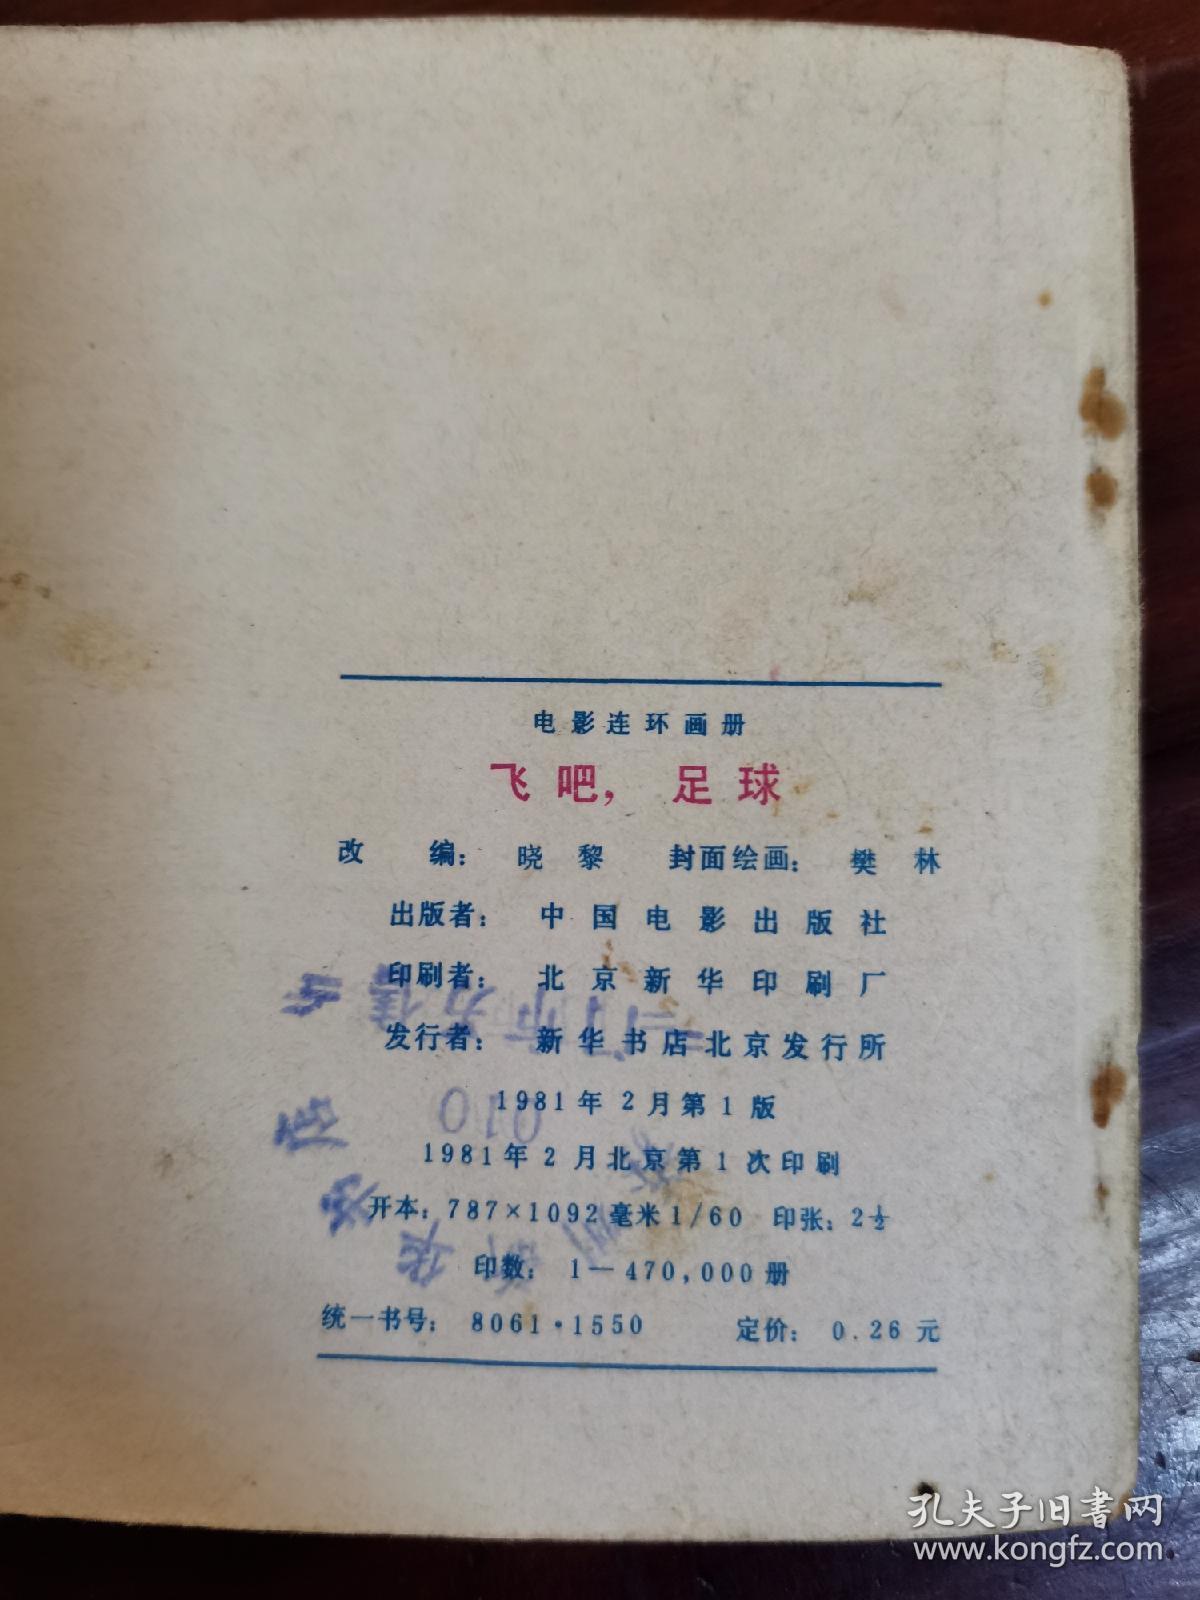 电影连环画册
飞吧，足球
改编：晓黎 封面绘画：樊林
出版者：中国电影出版社
印刷者：北京新华印刷厂
发行者：新华书店北京发行所
1981年2月第1版
1981年2月北京第1次印刷
开本：787×1092毫米1/60 印张：2½
印数：1—470,000册
统一书号：8061·1550 定价：0.26元
010
孔夫子旧书网
www.kongfz.com